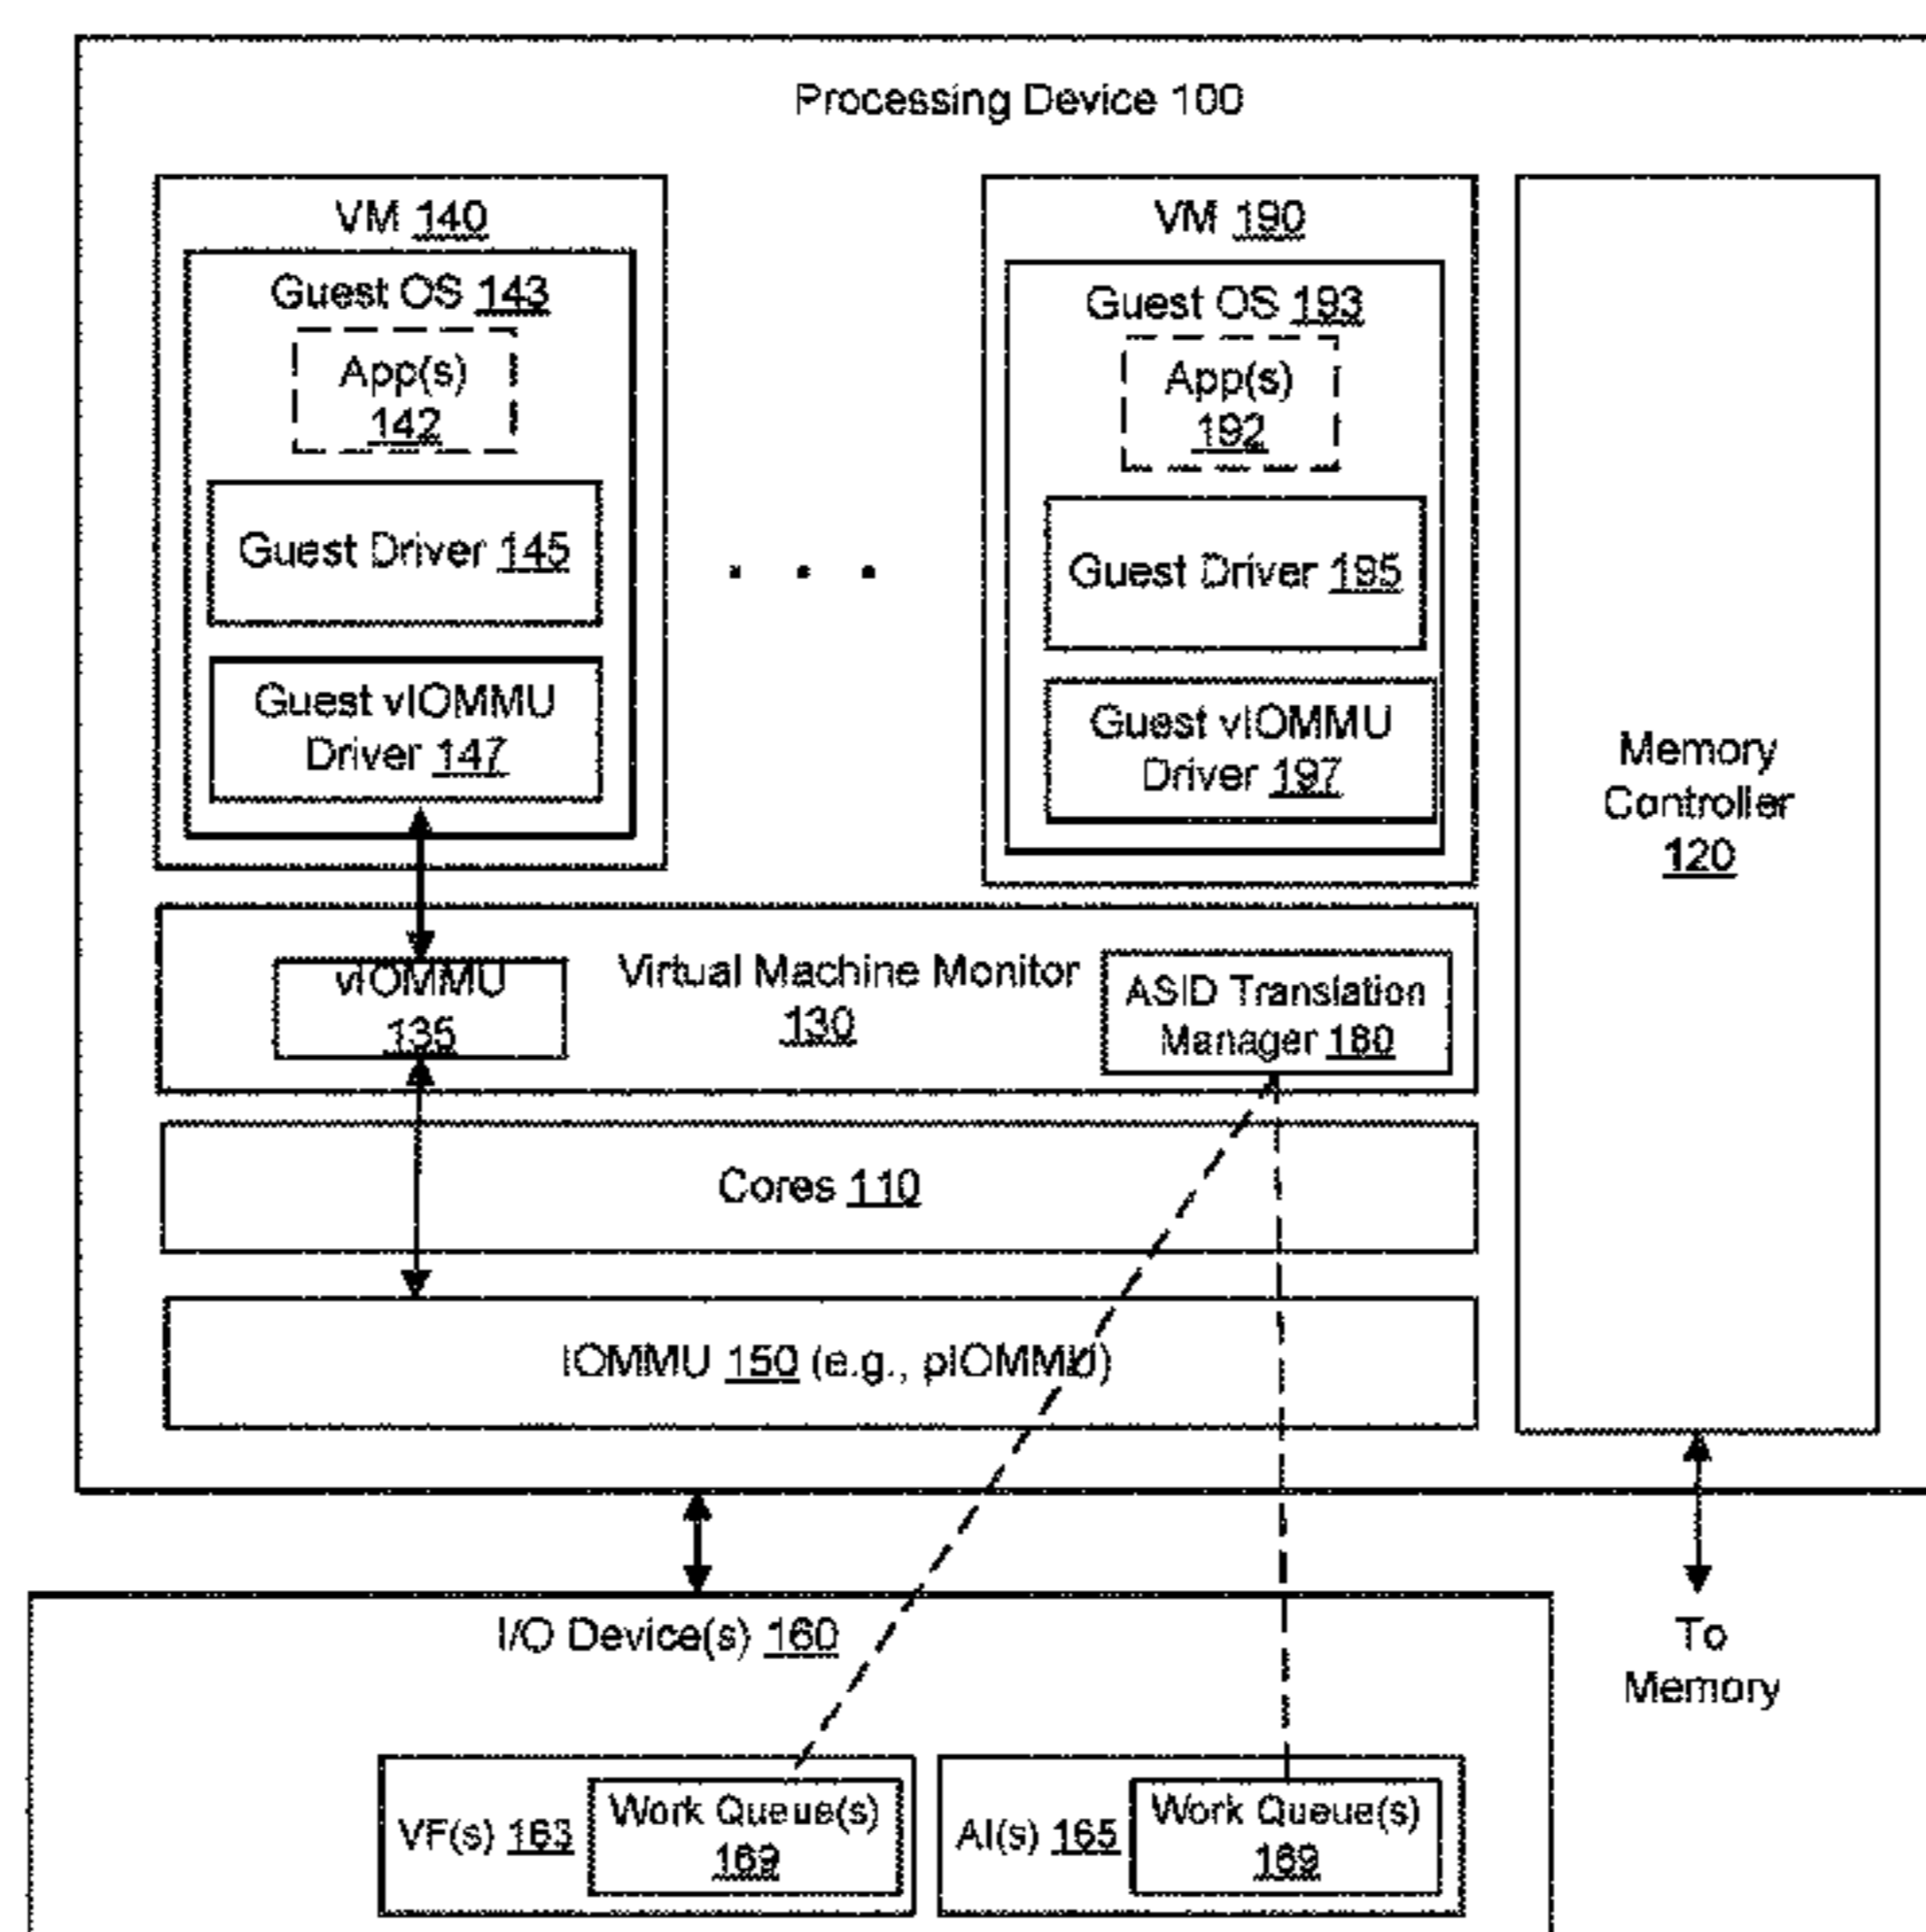 Processing Device 100
VM 140
Guest OS 143
App(s)
142
Guest Driver 145
Guest vIOMMU
Driver 147
. . .
VM 190
Guest OS 193
App(s)
192
Guest Driver 195
Guest vIOMMU
Driver 197
Memory
Controller
120
vIOMMU
135
Virtual Machine Monitor
130
ASID Translation
Manager 180
Cores 110
IOMMU 150 (e.g., pIOMMU)
I/O Device(s) 160
To
Memory
VF(s) 163
Work Queue(s)
169
AI(s) 165
Work Queue(s)
169